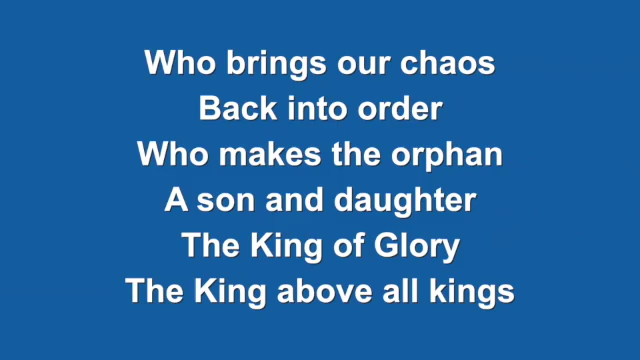 Who brings our chaos
Back into order
Who makes the orphan
A son and daughter
The King of Glory
The King above all kings